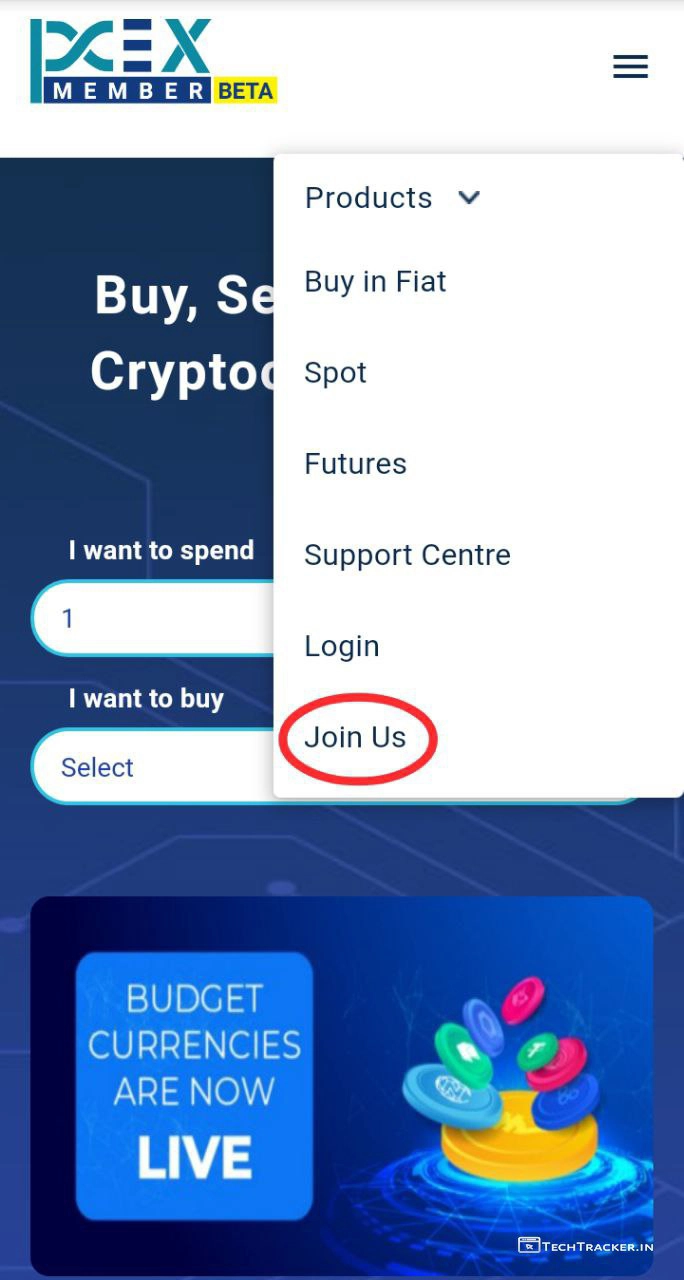 PCEX
MEMBER BETA
Products
Buy in Fiat
Spot
Futures
Support Centre
Login
Join Us
Buy, Se
Cryptoc
I want to spend
1
I want to buy
Select
BUDGET
CURRENCIES
ARE NOW
LIVE
TECHTRACKER.IN